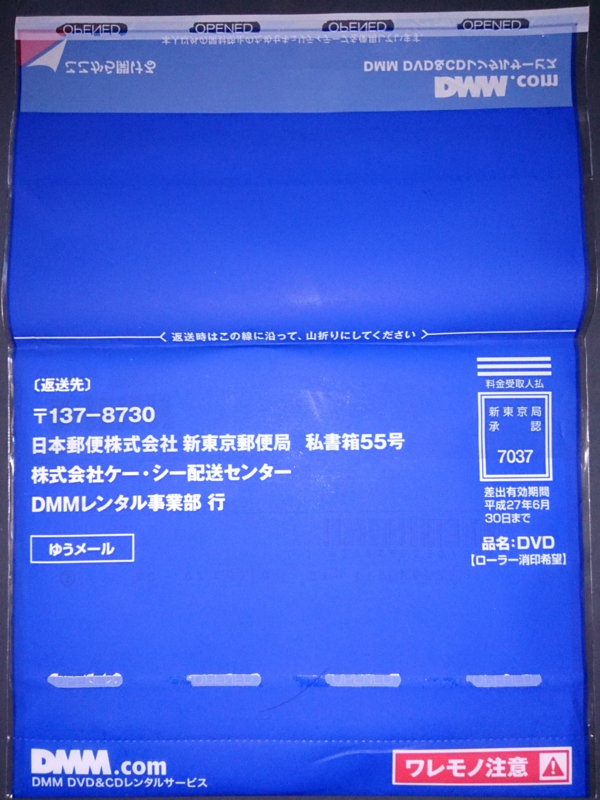 OPENED OPENED OPENED OPENED
DMM DVD&CDレンタルサービス
DMM.com
返送時はこの線に沿って、山折りにしてください
〔返送先〕
〒137-8730
日本郵便株式会社 新東京郵便局 私書箱55号
株式会社ケー・シー配送センター
DMMレンタル事業部 行
ゆうメール
料金受取人払
新東京局
承認
7037
差出有効期間
平成27年6月
30日まで
品名:DVD
【ローラー消印希望】
DMM.com
DMM DVD&CDレンタルサービス
ワレモノ注意